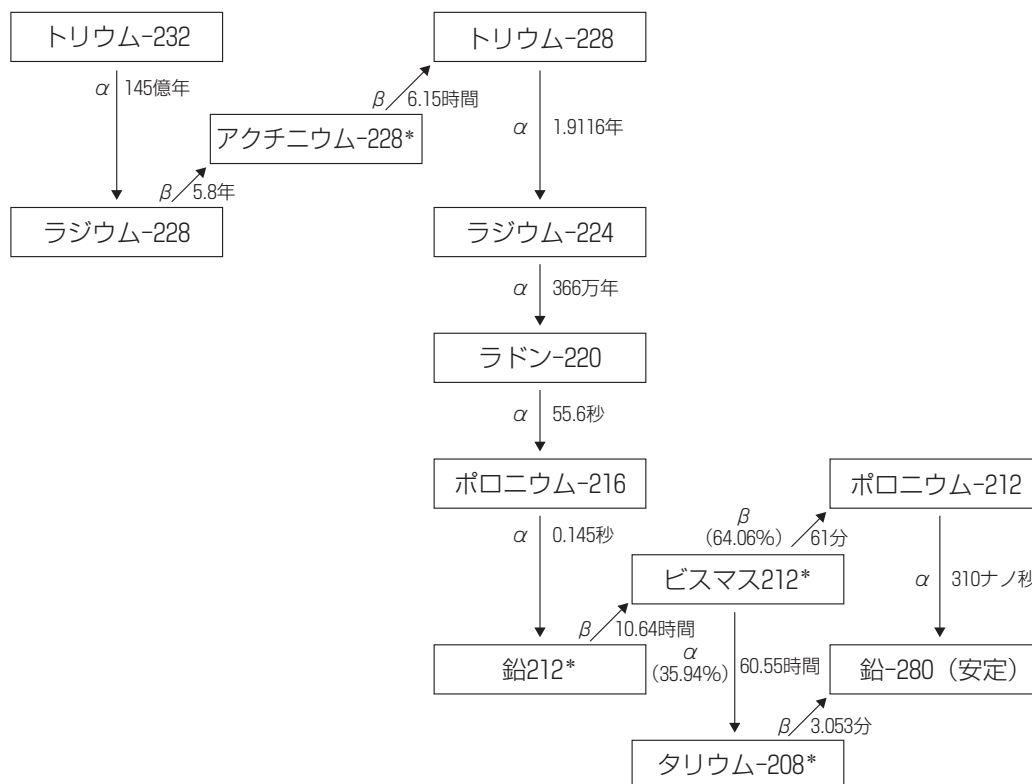 トリウム-232
トリウム-228
α 145億年
β 6.15時間
アクチニウム-228*
α 1.9116年
β 5.8年
ラジウム-228
ラジウム-224
α 366万年
ラドン-220
α 55.6秒
ポロニウム-216
ポロニウム-212
β
(64.06%) 61分
α 0.145秒
ビスマス212*
α 310ナノ秒
β 10.64時間
鉛212*
α
(35.94%) 60.55時間
鉛-280(安定)
β 3.053分
タリウム-208*